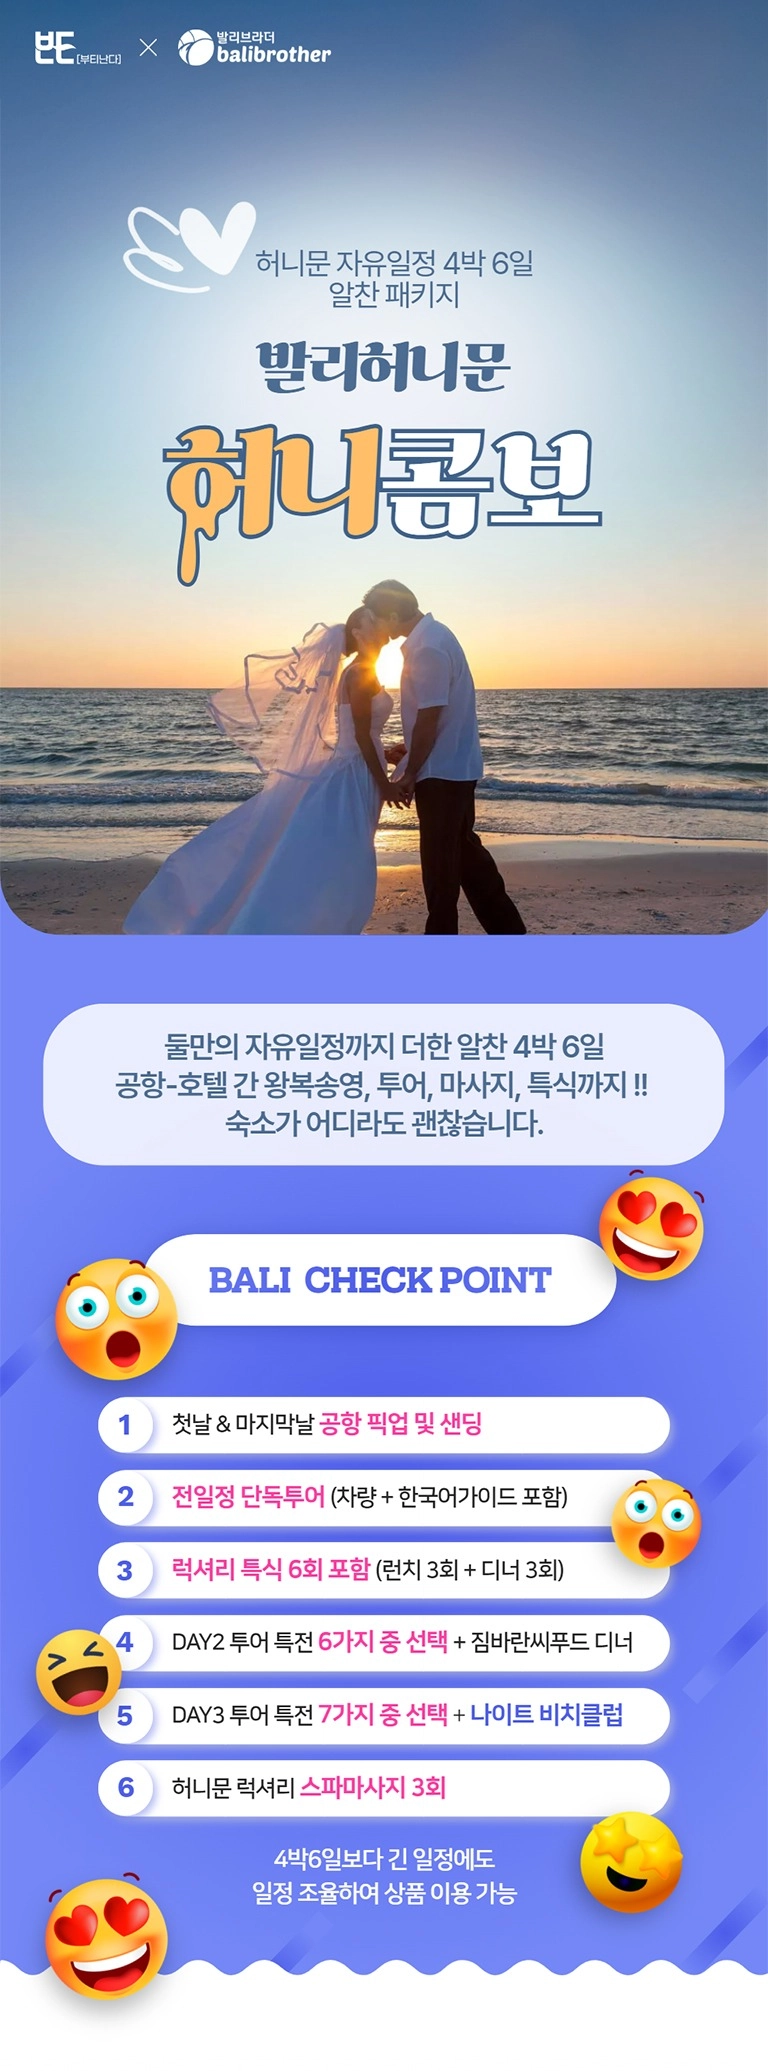 뿐드 [부티난다] × 발리브라더
balibrother
허니문 자유일정 4박 6일
알찬 패키지
발리허니문
허니콤보
둘만의 자유일정까지 더한 알찬 4박 6일
공항-호텔 간 왕복송영, 투어, 마사지, 특식까지 !!
숙소가 어디라도 괜찮습니다.
BALI CHECK POINT
1 첫날 & 마지막날 공항 픽업 및 샌딩
2 전일정 단독투어 (차량 + 한국어가이드 포함)
3 럭셔리 특식 6회 포함 (런치 3회 + 디너 3회)
4 DAY2 투어 특전 6가지 중 선택 + 짐바란씨푸드 디너
5 DAY3 투어 특전 7가지 중 선택 + 나이트 비치클럽
6 허니문 럭셔리 스파마사지 3회
4박6일보다 긴 일정에도
일정 조율하여 상품 이용 가능